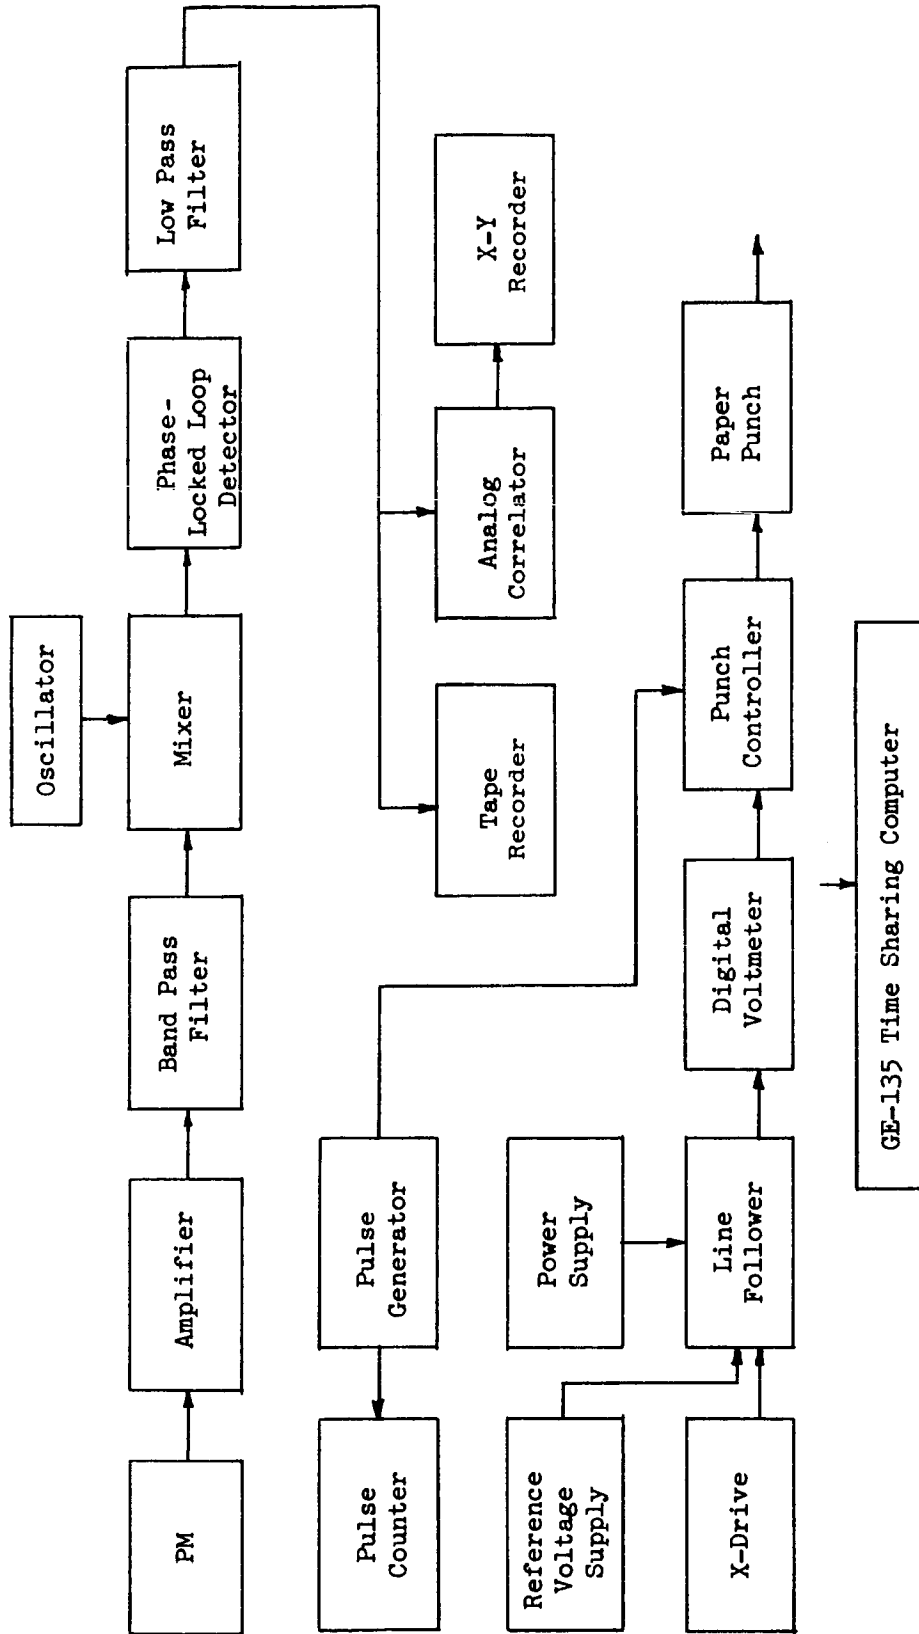 Oscillator
PM
Amplifier
Band Pass
Filter
Mixer
Phase-
Locked Loop
Detector
Low Pass
Filter
Pulse
Counter
Pulse
Generator
Tape
Recorder
Analog
Correlator
X-Y
Recorder
Reference
Voltage
Supply
Power
Supply
X-Drive
Line
Follower
Digital
Voltmeter
Punch
Controller
Paper
Punch
GE-135 Time Sharing Computer